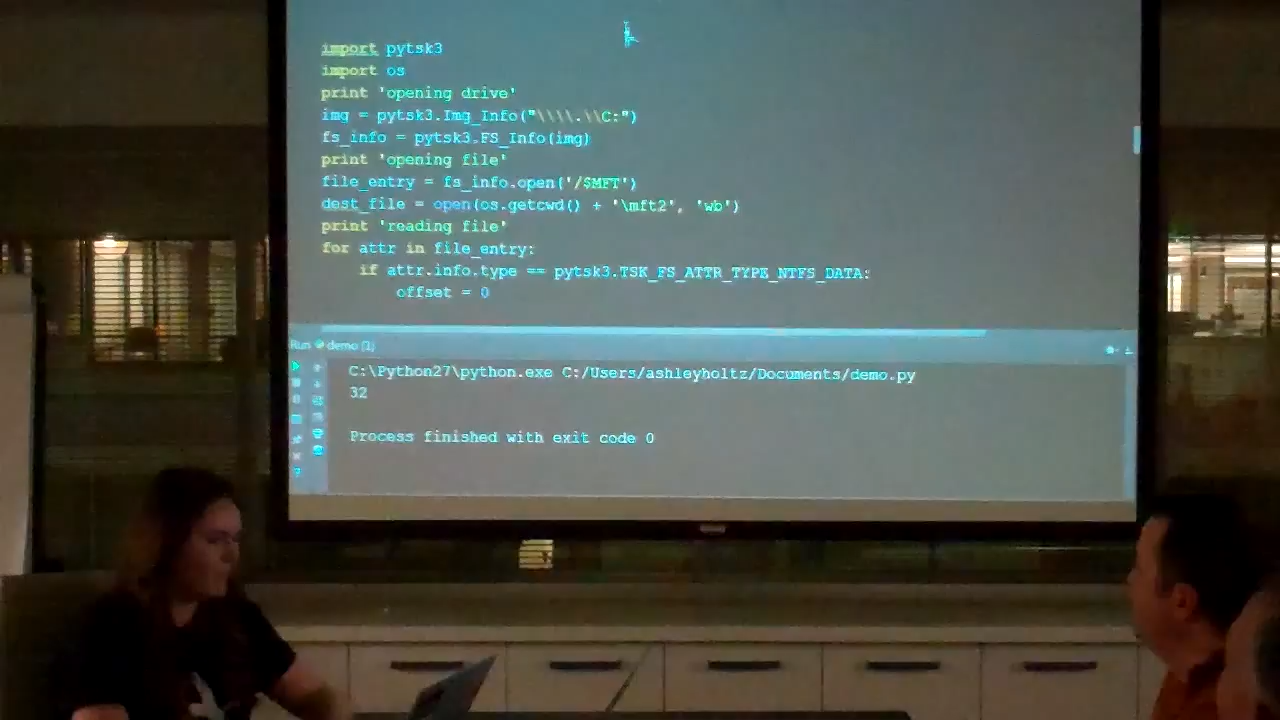 import pytsk3
import os
print 'opening drive'
img = pytsk3.Img_Info("\\\\.\\C:")
fs_info = pytsk3.FS_Info(img)
print 'opening file'
file_entry = fs_info.open('/$MFT')
dest_file = open(os.getcwd() + '\mft2', 'wb')
print 'reading file'
for attr in file_entry:
    if attr.info.type == pytsk3.TSK_FS_ATTR_TYPE_NTFS_DATA:
        offset = 0
Run demo (1)
C:\Python27\python.exe C:/Users/ashleyholtz/Documents/demo.py
32
Process finished with exit code 0